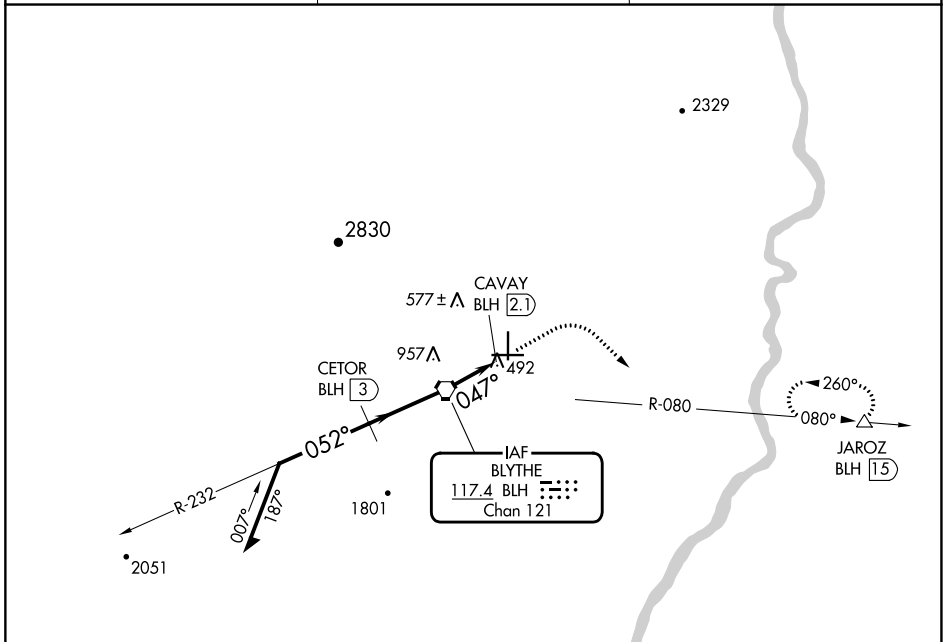 2329
2830
CAVAY
BLH 2.1
577 ±
957
CETOR
BLH 3
492
047°
052°
R-080
260°
080°
JAROZ
BLH 15
IAF
BLYTHE
117.4 BLH
Chan 121
R-232
007°
187°
1801
2051